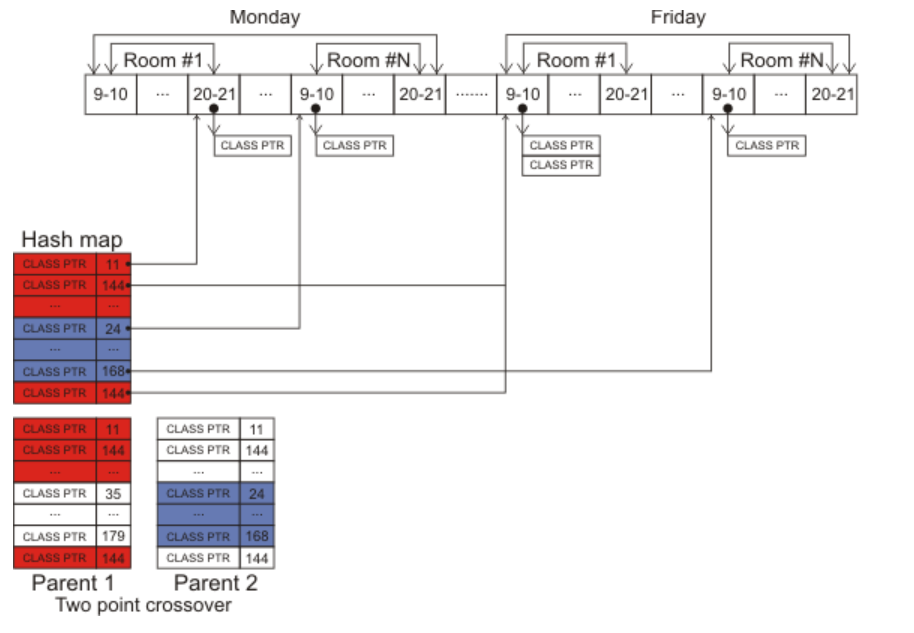 Monday Friday
Room #1 Room #N Room #1 Room #N
9-10 ... 20-21 ... 9-10 ... 20-21 ....... 9-10 ... 20-21 ... 9-10 ... 20-21
CLASS PTR CLASS PTR CLASS PTR CLASS PTR
CLASS PTR
Hash map
CLASS PTR 11
CLASS PTR 144
... ...
CLASS PTR 24
... ...
CLASS PTR 168
CLASS PTR 144
CLASS PTR 11 CLASS PTR 11
CLASS PTR 144 CLASS PTR 144
... ... ... ...
CLASS PTR 35 CLASS PTR 24
... ... ... ...
CLASS PTR 179 CLASS PTR 168
CLASS PTR 144 CLASS PTR 144
Parent 1 Parent 2
Two point crossover